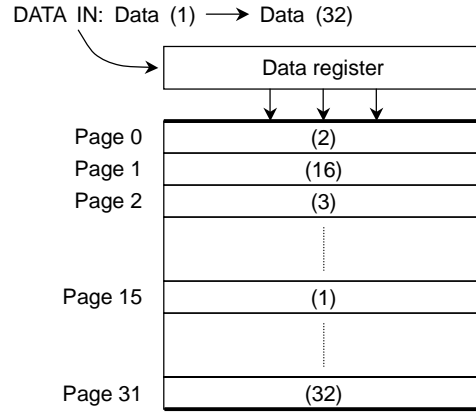 DATA IN: Data (1) → Data (32)
Data register
Page 0 (2)
Page 1 (16)
Page 2 (3)
Page 15 (1)
Page 31 (32)